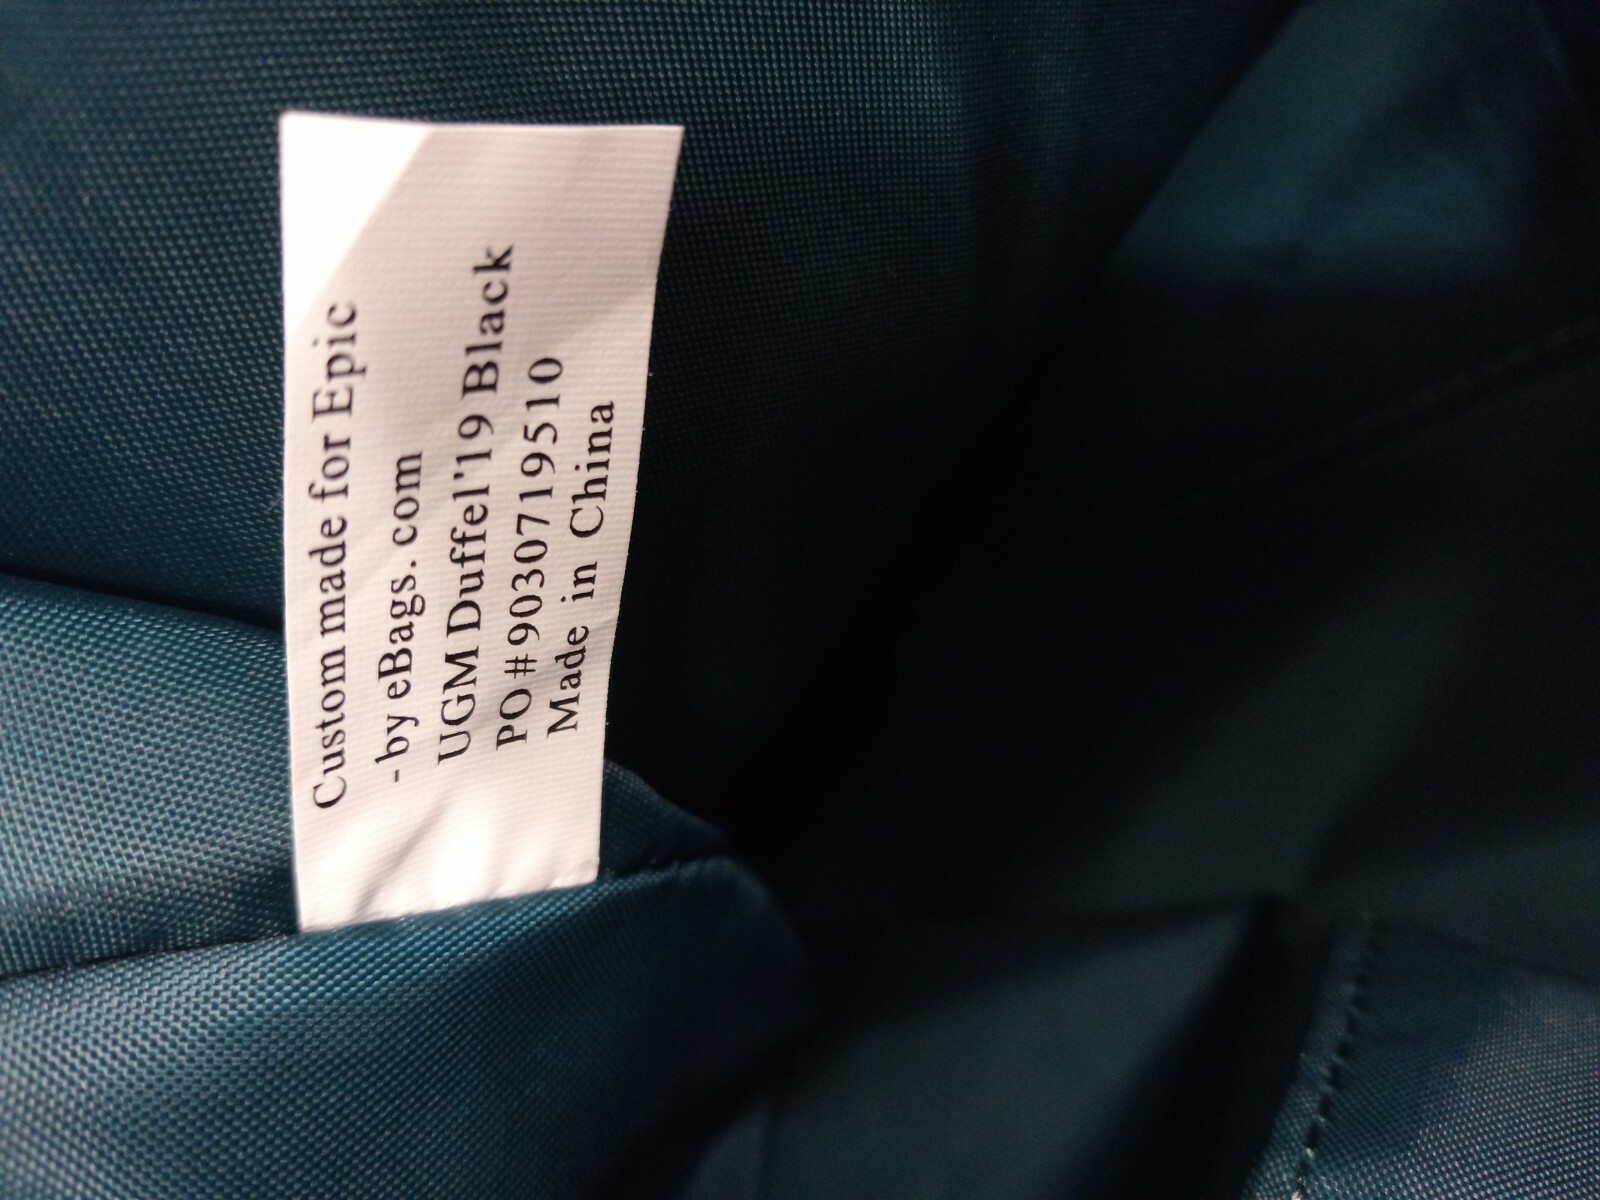 Custom made for Epic
- by eBags. com
UGM Duffel'19 Black
PO#9030719510
Made in China